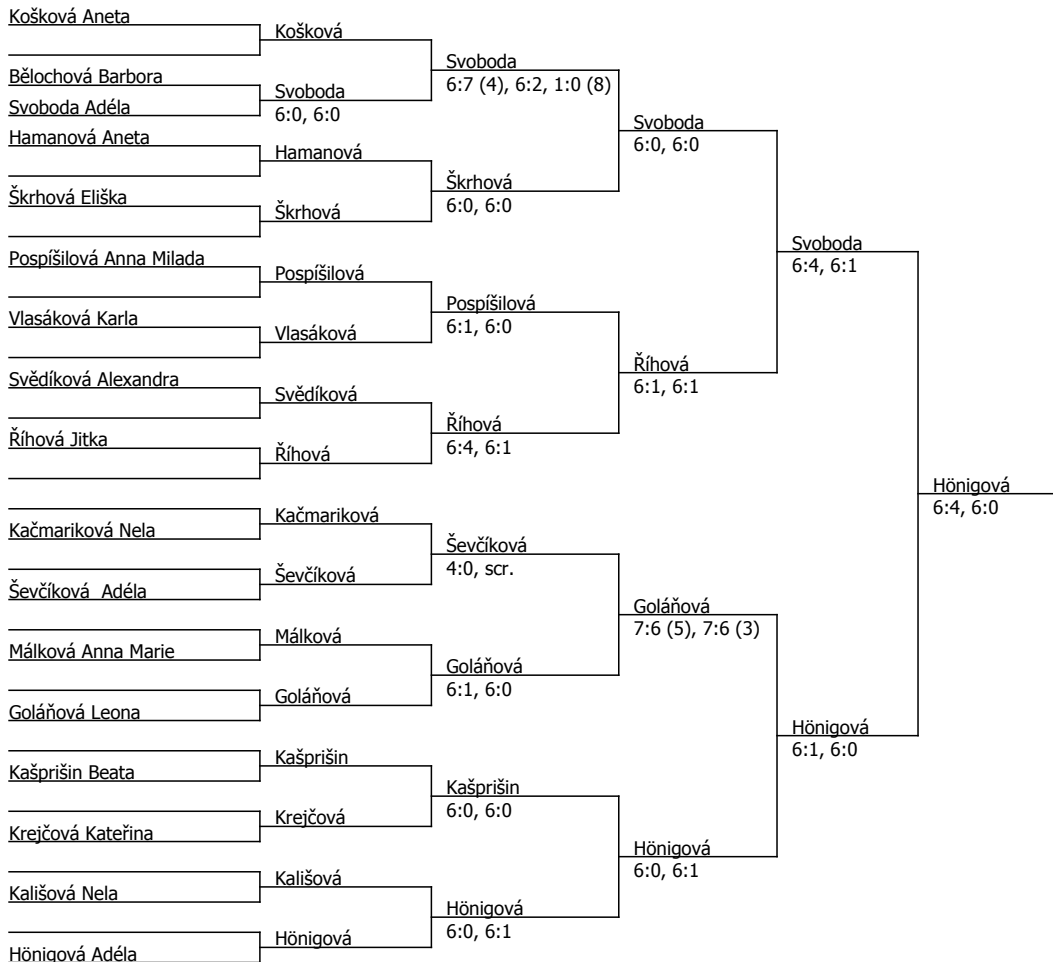 Košková Aneta
Bělochová Barbora
Svoboda Adéla
Hamanová Aneta
Škrhová Eliška
Pospíšilová Anna Milada
Vlasáková Karla
Svědíková Alexandra
Říhová Jitka
Kačmariková Nela
Ševčíková  Adéla
Málková Anna Marie
Goláňová Leona
Kašprišin Beata
Krejčová Kateřina
Kališová Nela
Hönigová Adéla
Košková
Svoboda
6:0, 6:0
Hamanová
Škrhová
Pospíšilová
Vlasáková
Svědíková
Říhová
Kačmariková
Ševčíková
Málková
Goláňová
Kašprišin
Krejčová
Kališová
Hönigová
Svoboda
6:7 (4), 6:2, 1:0 (8)
Škrhová
6:0, 6:0
Pospíšilová
6:1, 6:0
Říhová
6:4, 6:1
Ševčíková
4:0, scr.
Goláňová
6:1, 6:0
Kašprišin
6:0, 6:0
Hönigová
6:0, 6:1
Svoboda
6:0, 6:0
Říhová
6:1, 6:1
Goláňová
7:6 (5), 7:6 (3)
Hönigová
6:0, 6:1
Svoboda
6:4, 6:1
Hönigová
6:1, 6:0
Hönigová
6:4, 6:0